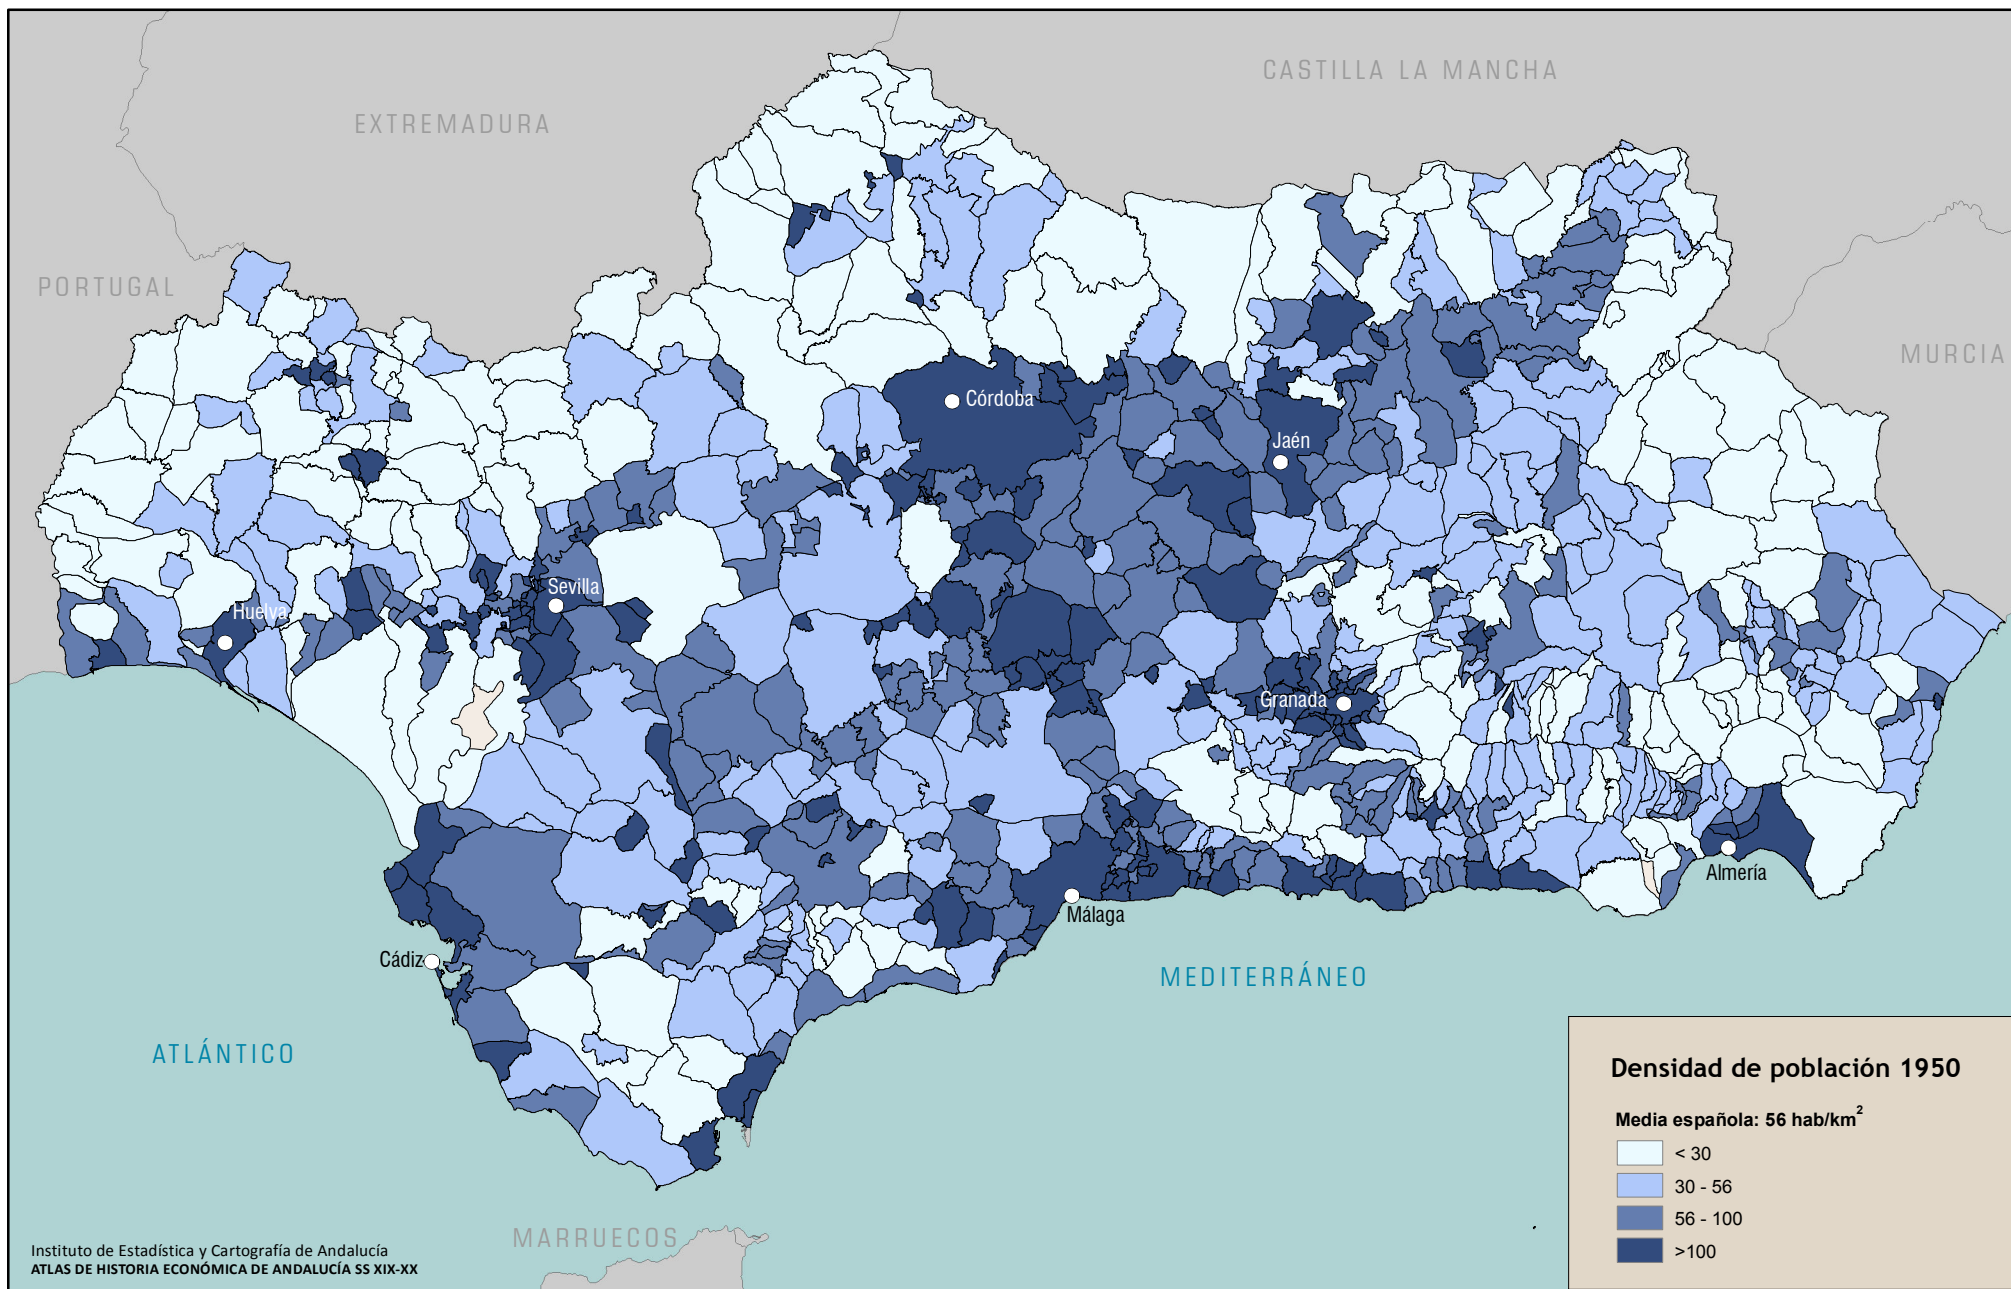 CASTILLA LA MANCHA
EXTREMADURA
PORTUGAL
MURCIA
Córdoba
Jaén
Sevilla
Huelva
Granada
Almería
Málaga
Cádiz
MEDITERRÁNEO
ATLÁNTICO
MARRUECOS
Densidad de población 1950
Media española: 56 hab/km²
< 30
30 - 56
56 - 100
>100
Instituto de Estadística y Cartografía de Andalucía
ATLAS DE HISTORIA ECONÓMICA DE ANDALUCÍA SS XIX-XX